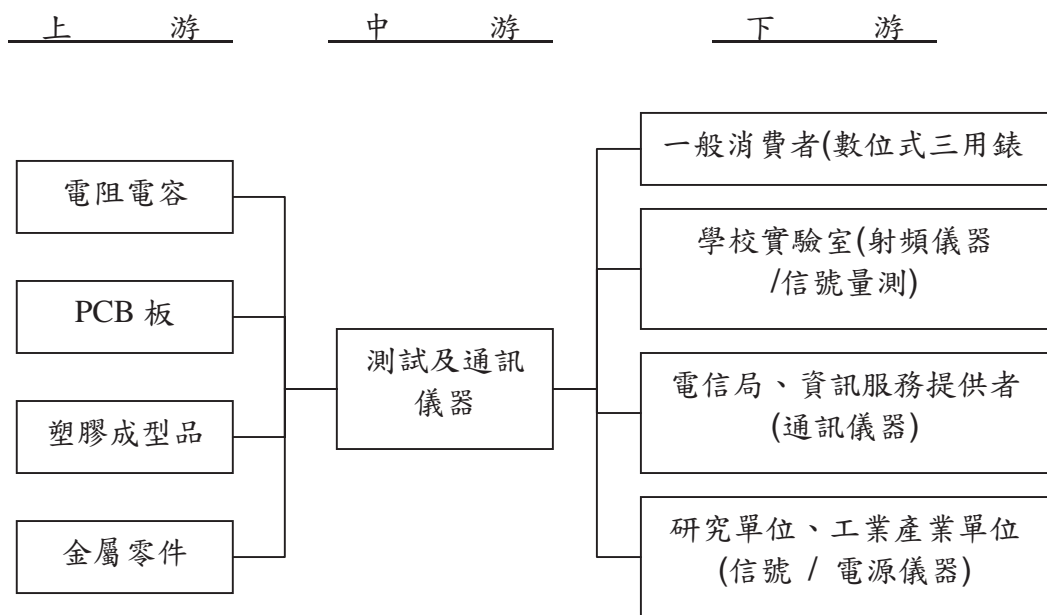 上 游 中 游 下 游
電阻電容
PCB 板
塑膠成型品
金屬零件
測試及通訊
儀器
一般消費者(數位式三用錶
學校實驗室(射頻儀器
/信號量測)
電信局、資訊服務提供者
(通訊儀器)
研究單位、工業產業單位
(信號 / 電源儀器)